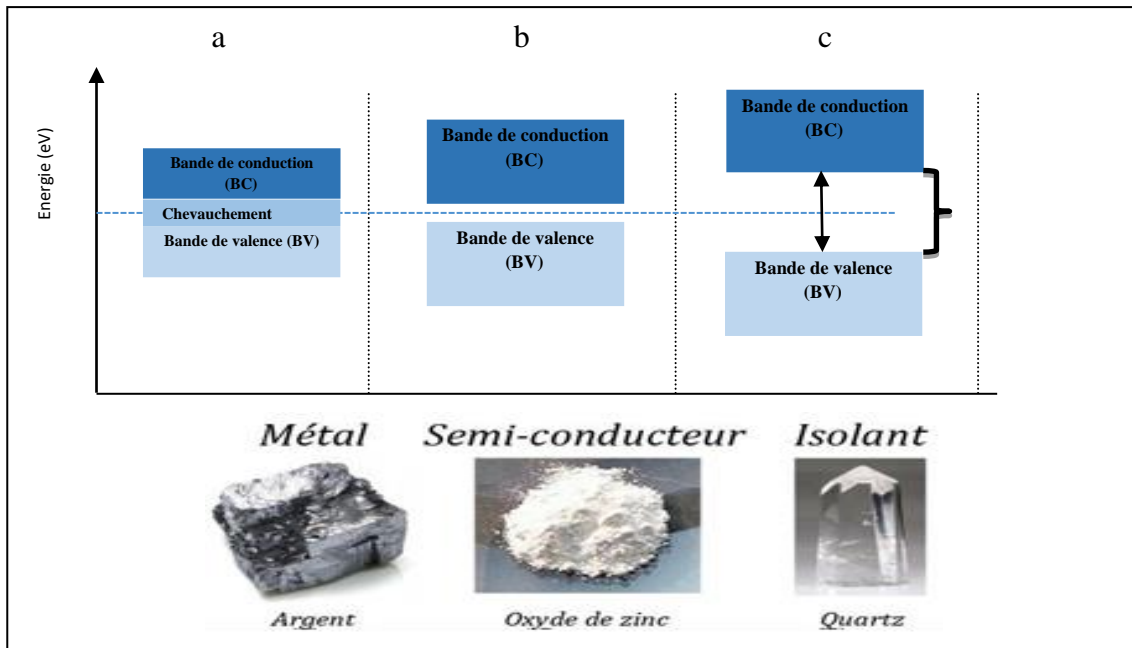 a
b
c
Energie (eV)
Bande de conduction
(BC)
Chevauchement
Bande de valence (BV)
Bande de conduction
(BC)
Bande de valence
(BV)
Bande de conduction
(BC)
Bande de valence
(BV)
Métal
Semi-conducteur
Isolant
Argent
Oxyde de zinc
Quartz